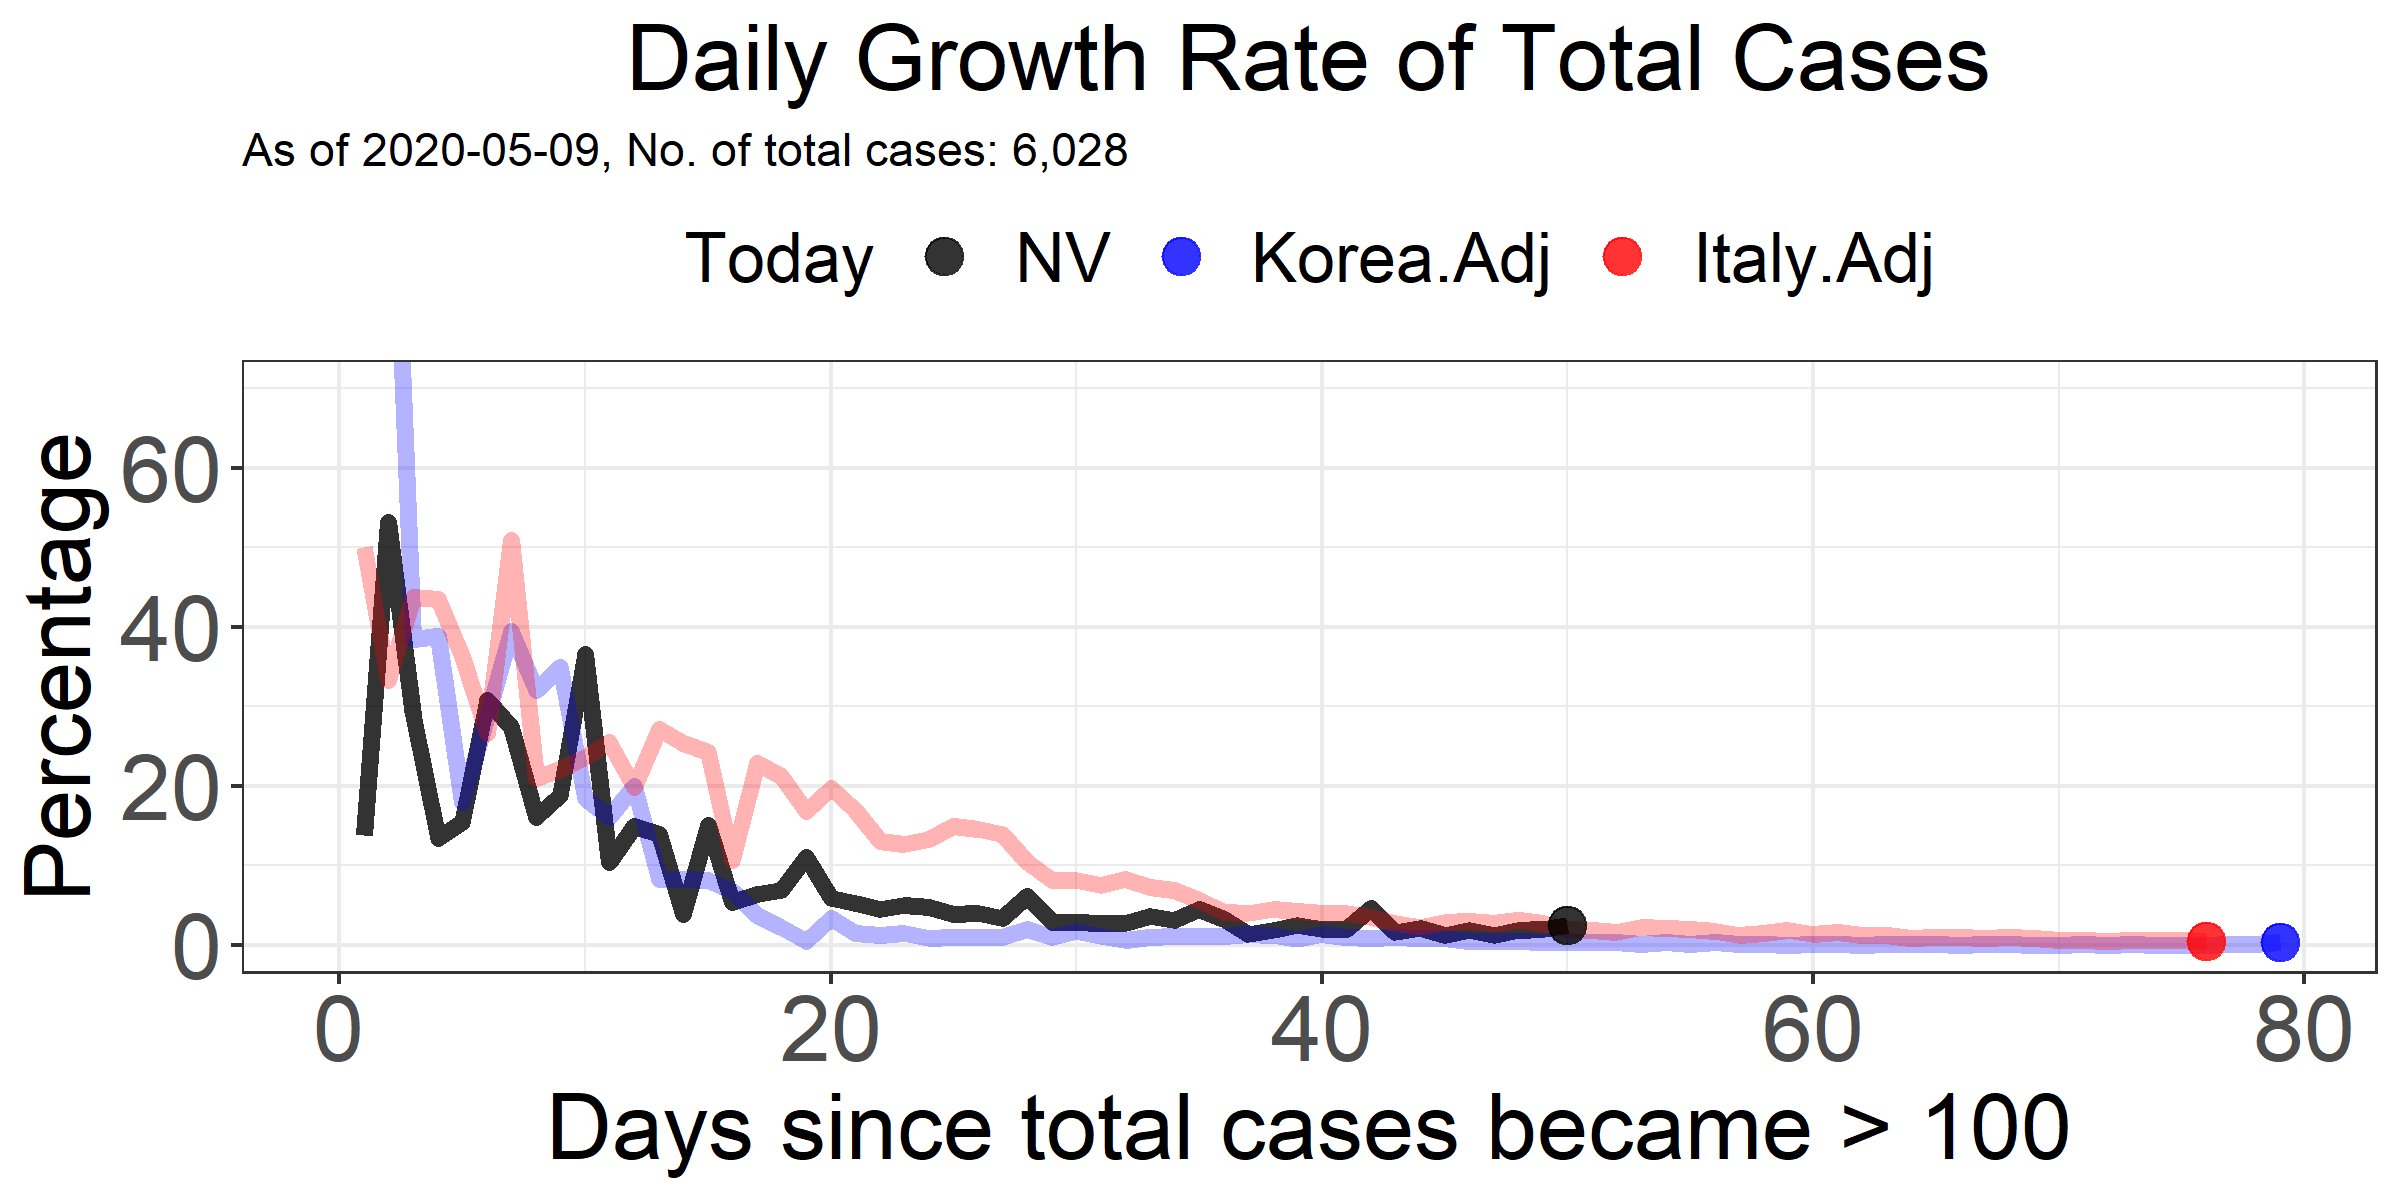 Daily Growth Rate of Total Cases
As of 2020-05-09, No. of total cases: 6,028
Today NV Korea.Adj Italy.Adj
Percentage
60
40
20
0
0 20 40 60 80
Days since total cases became > 100